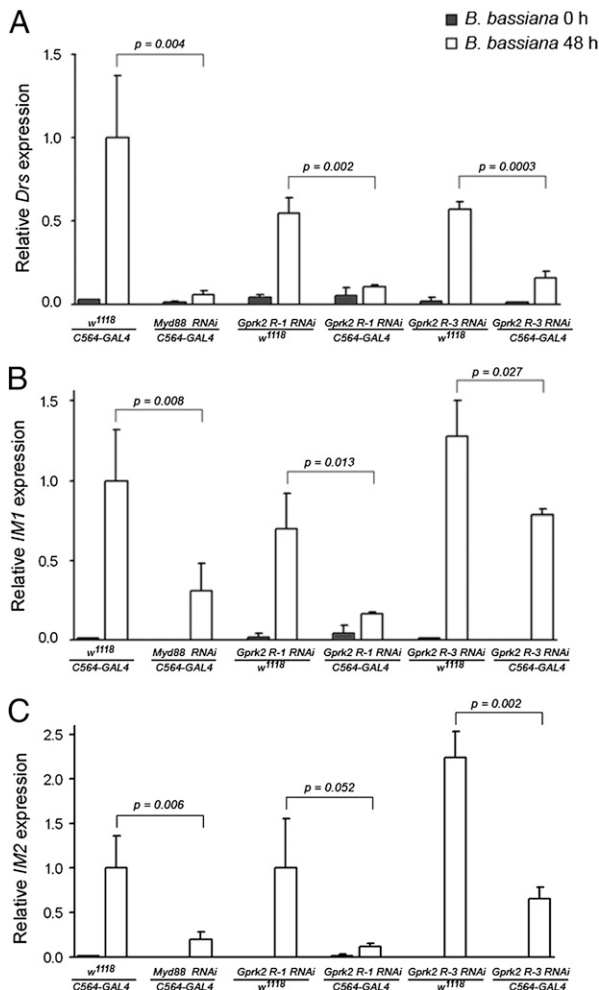 A
B. bassiana 0 h
B. bassiana 48 h
Relative Drs expression
1.5
1.0
0.5
0.0
p = 0.004
p = 0.002
p = 0.0003
w1118 Myd88 RNAi Gprk2 R-1 RNAi Gprk2 R-1 RNAi Gprk2 R-3 RNAi Gprk2 R-3 RNAi
C564-GAL4 C564-GAL4 w1118 C564-GAL4 w1118 C564-GAL4
B
Relative IM1 expression
1.5
1.0
0.5
0.0
p = 0.008
p = 0.013
p = 0.027
w1118 Myd88 RNAi Gprk2 R-1 RNAi Gprk2 R-1 RNAi Gprk2 R-3 RNAi Gprk2 R-3 RNAi
C564-GAL4 C564-GAL4 w1118 C564-GAL4 w1118 C564-GAL4
C
Relative IM2 expression
2.5
2.0
1.5
1.0
0.5
0.0
p = 0.006
p = 0.052
p = 0.002
w1118 Myd88 RNAi Gprk2 R-1 RNAi Gprk2 R-1 RNAi Gprk2 R-3 RNAi Gprk2 R-3 RNAi
C564-GAL4 C564-GAL4 w1118 C564-GAL4 w1118 C564-GAL4